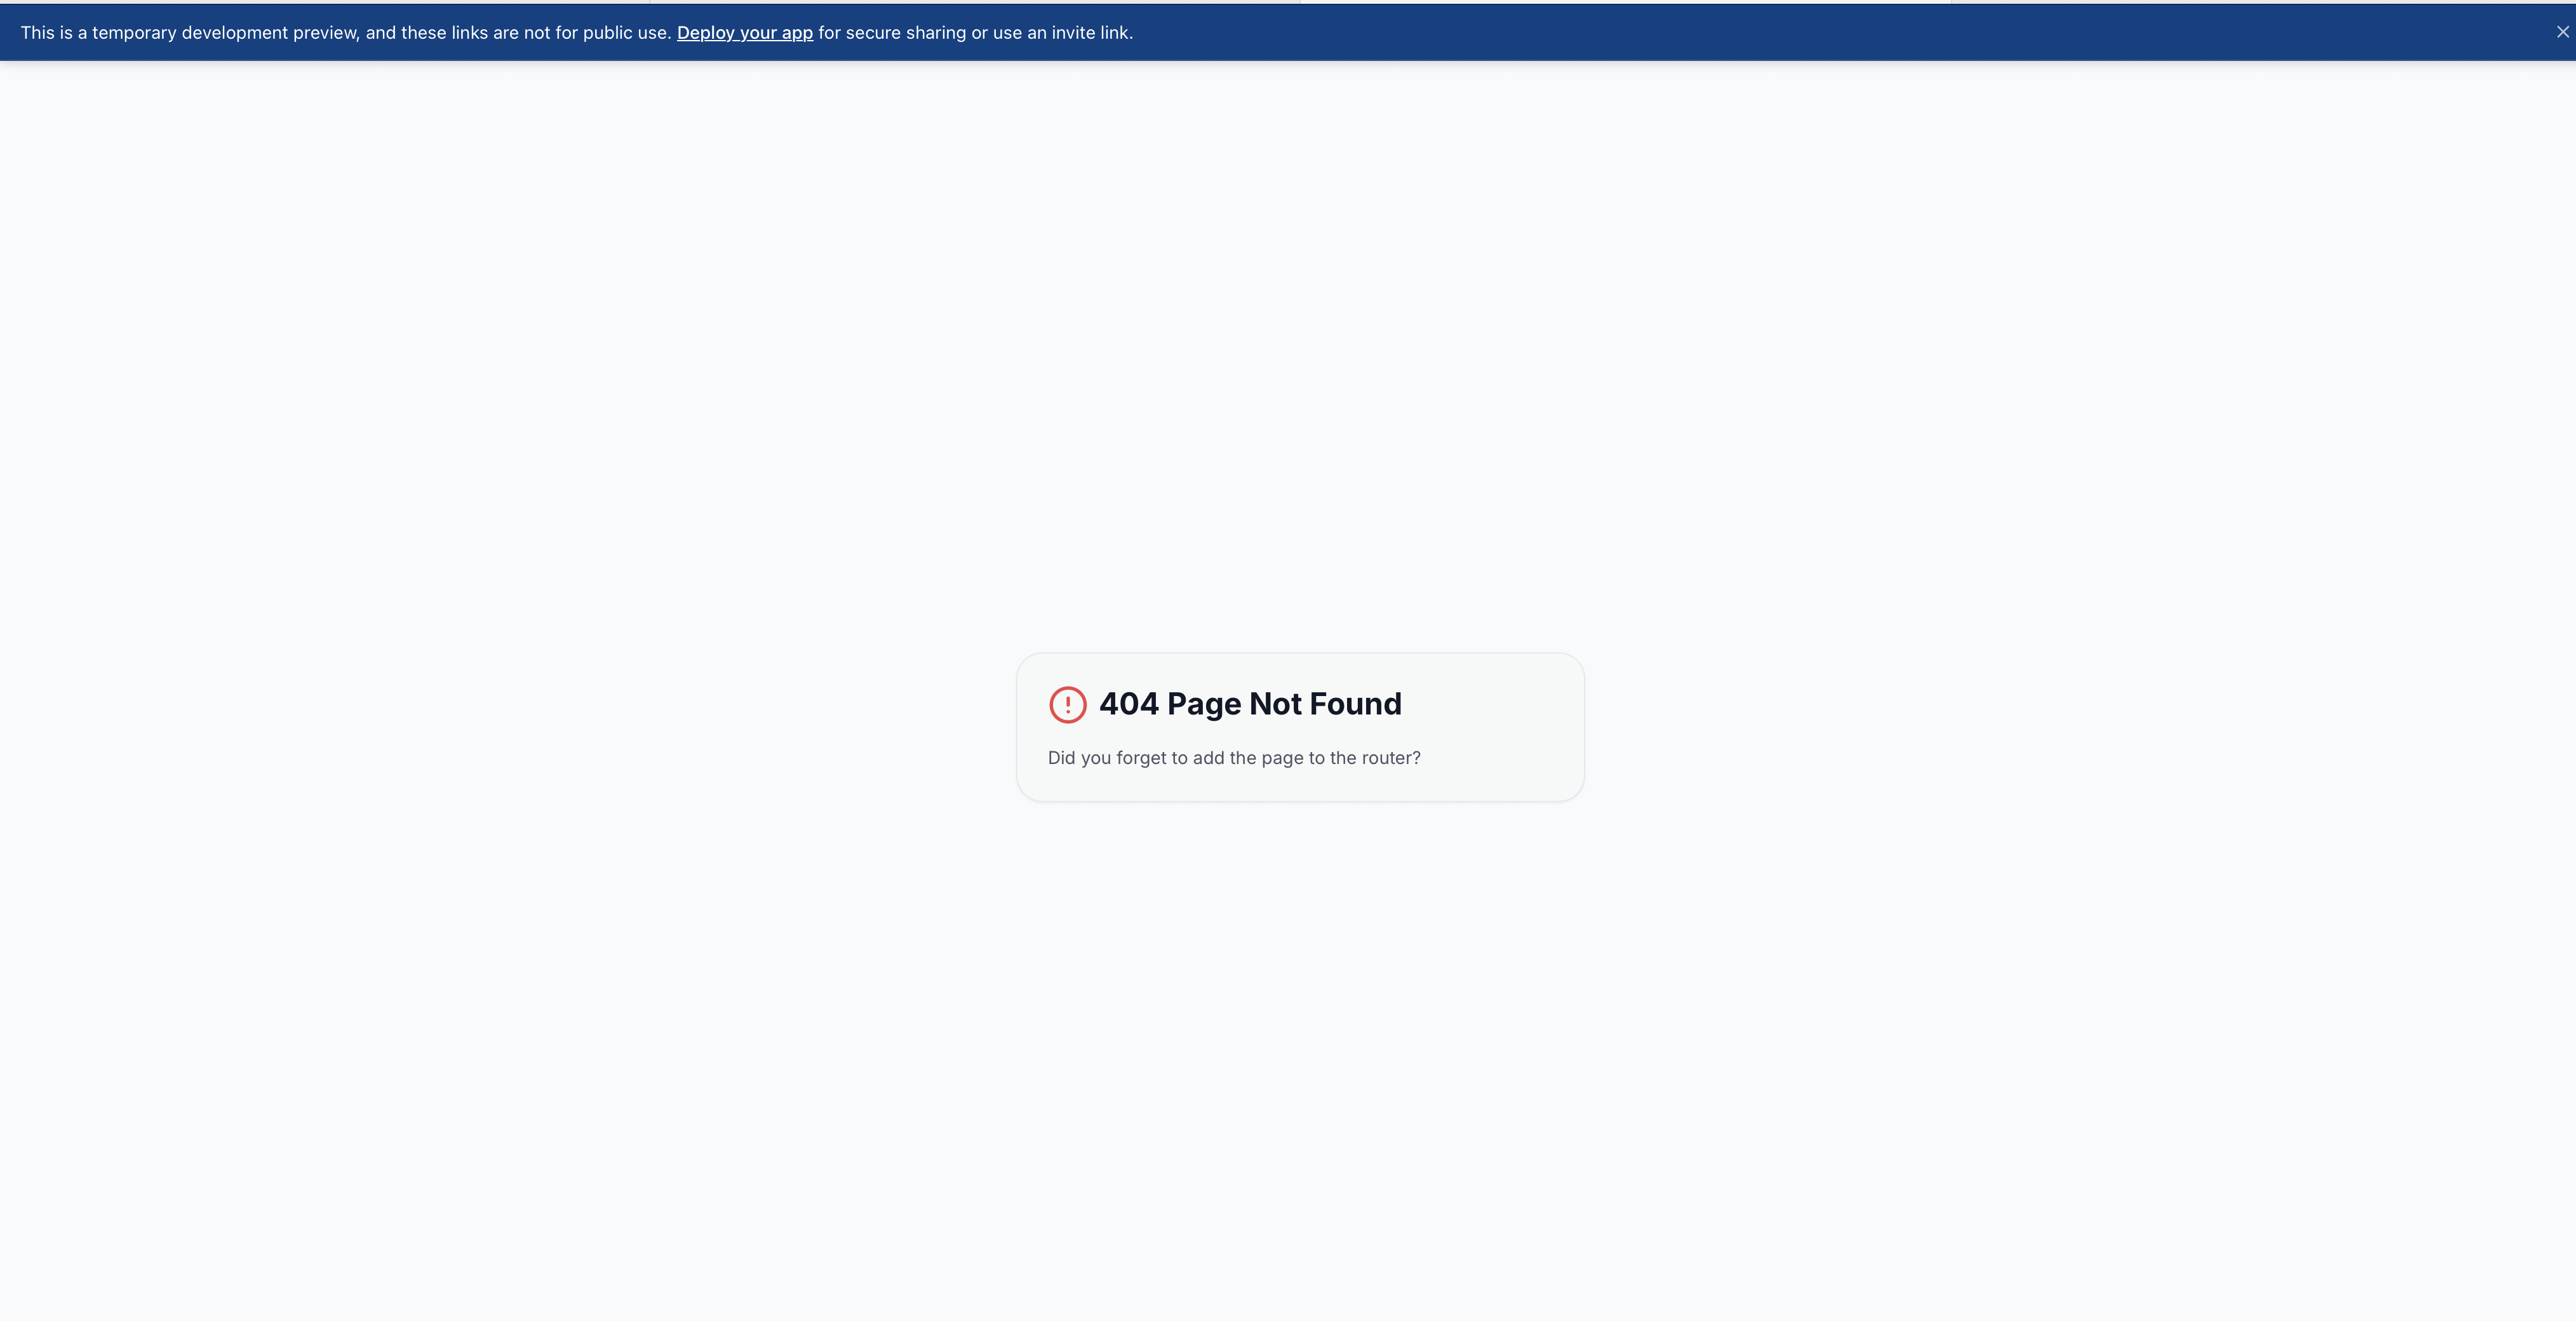 This is a temporary development preview, and these links are not for public use. Deploy your app for secure sharing or use an invite link.
404 Page Not Found
Did you forget to add the page to the router?